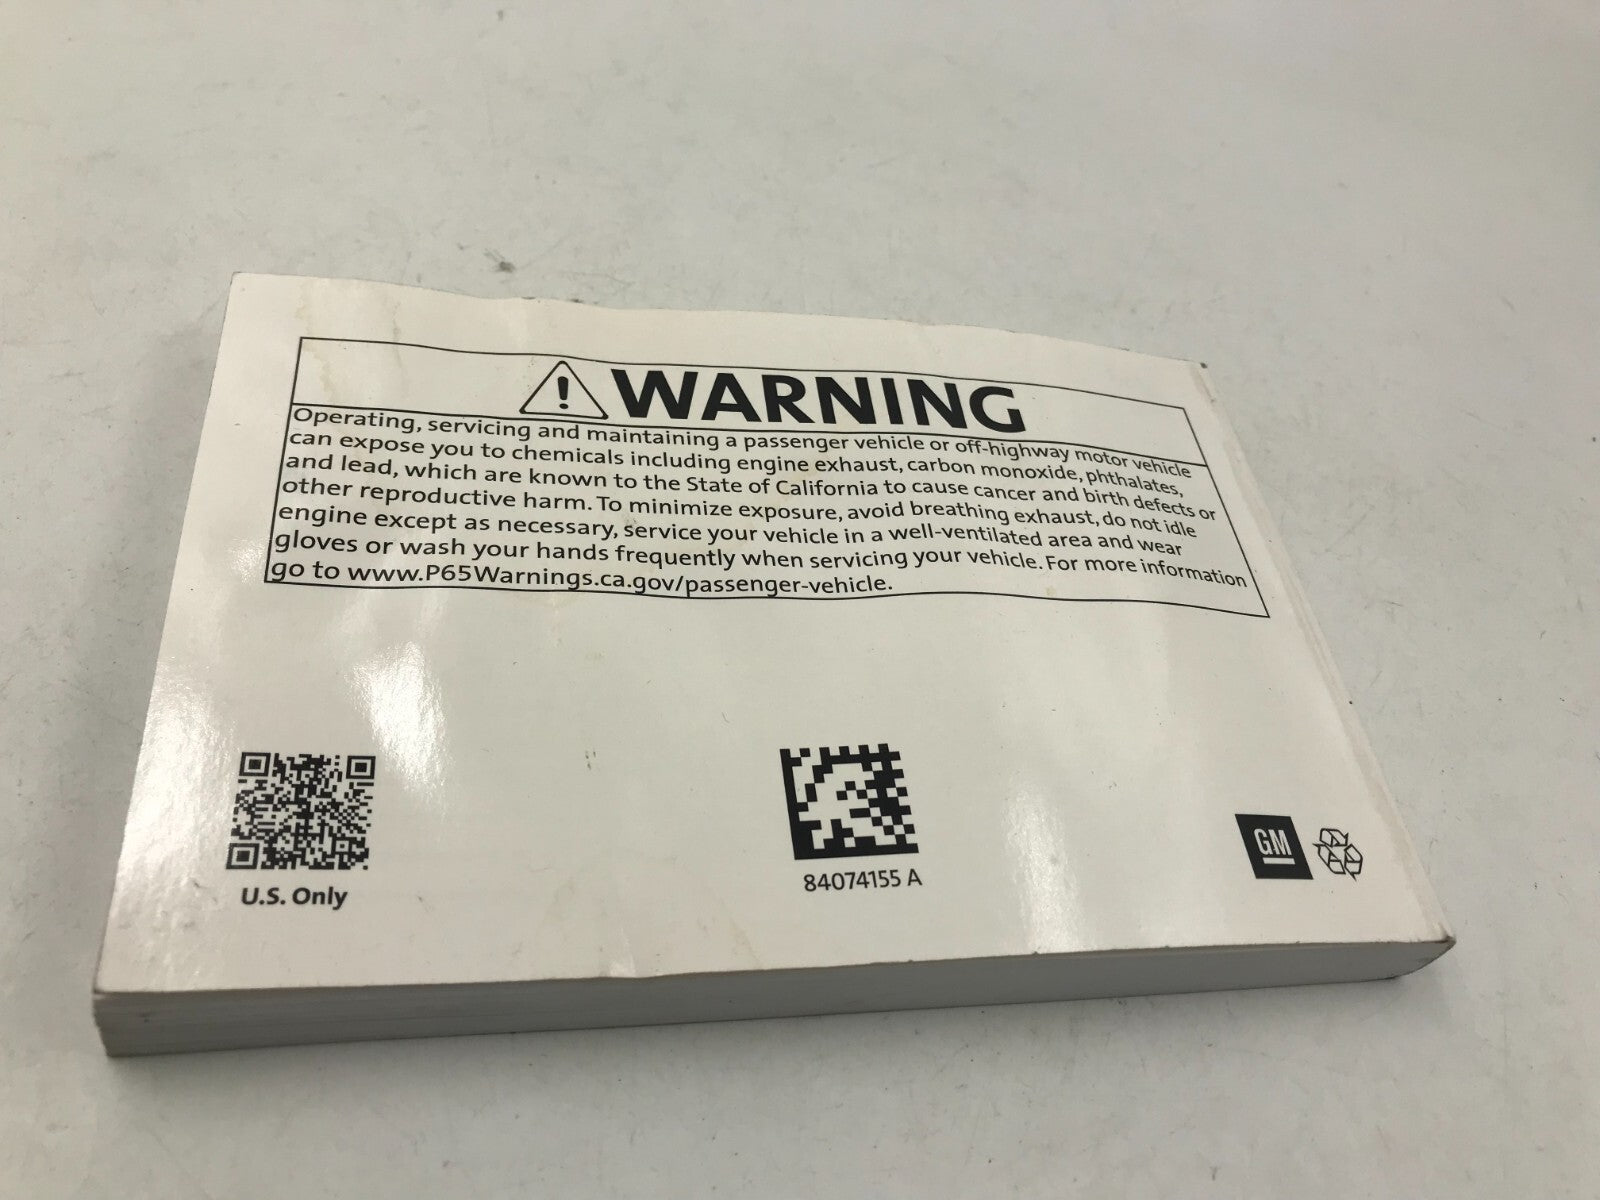 WARNING
Operating, servicing and maintaining a passenger vehicle or off-highway motor vehicle
can expose you to chemicals including engine exhaust, carbon monoxide, phthalates,
and lead, which are known to the State of California to cause cancer and birth defects or
other reproductive harm. To minimize exposure, avoid breathing exhaust, do not idle
engine except as necessary, service your vehicle in a well-ventilated area and wear
gloves or wash your hands frequently when servicing your vehicle. For more information
go to www.P65Warnings.ca.gov/passenger-vehicle.
U.S. Only
84074155 A
GM